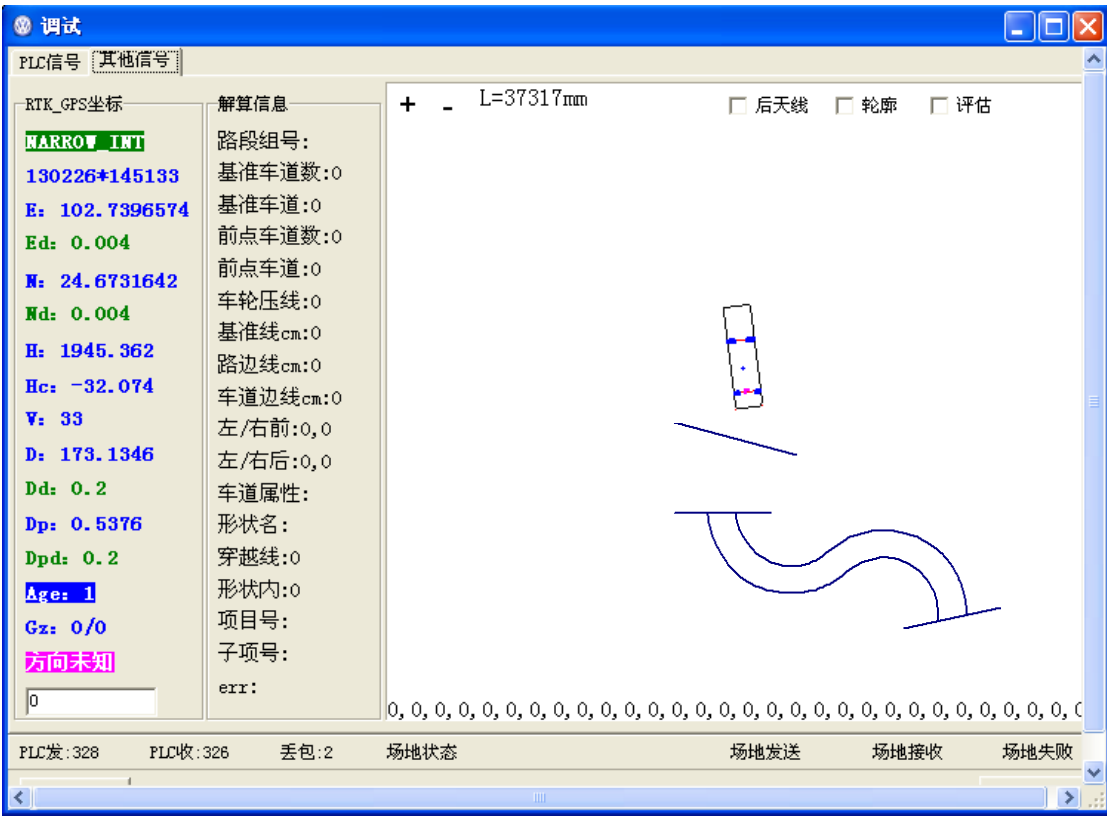 调试
PLC信号 其他信号
RTK_GPS坐标
NARROW_INT
130226*145133
E: 102.7396574
Ed: 0.004
N: 24.6731642
Nd: 0.004
H: 1945.362
Hc: -32.074
V: 33
D: 173.1346
Dd: 0.2
Dp: 0.5376
Dpd: 0.2
Age: 1
Gz: 0/0
方向未知
0
解算信息
路段组号:
基准车道数:0
基准车道:0
前点车道数:0
前点车道:0
车轮压线:0
基准线cm:0
路边线cm:0
车道边线cm:0
左/右前:0,0
左/右后:0,0
车道属性:
形状名:
穿越线:0
形状内:0
项目号:
子项号:
err:
+ - L=37317mm 后天线 轮廓 评估
0,0,0,0,0,0,0,0,0,0,0,0,0,0,0,0,0,0,0,0,0,0,0,0,0,0,0,0,0,
PLC发:328 PLC收:326 丢包:2 场地状态 场地发送 场地接收 场地失败